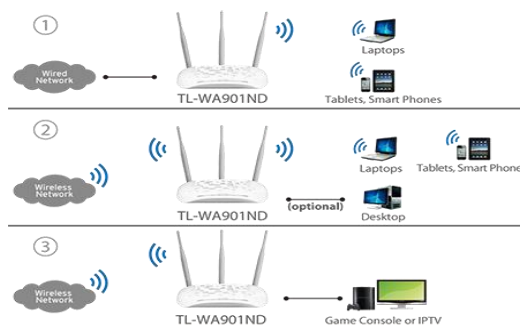 1
Wired
Network
TL-WA901ND
Laptops
Tablets, Smart Phones
2
Wireless
Network
TL-WA901ND
(optional)
Laptops
Tablets, Smart Phone
Desktop
3
Wireless
Network
TL-WA901ND
Game Console or IPTV